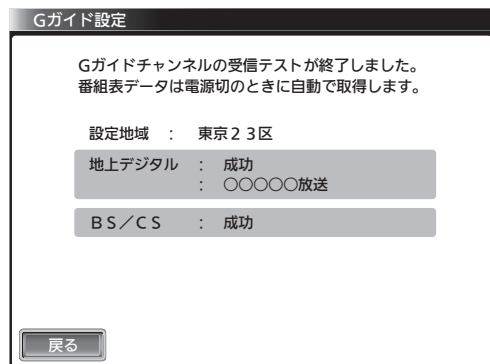 Gガイド設定
Gガイドチャンネルの受信テストが終了しました。
番組表データは電源切のときに自動で取得します。
設定地域 : 東京23区
地上デジタル : 成功
: ○○○○○放送
BS/CS : 成功
戻る